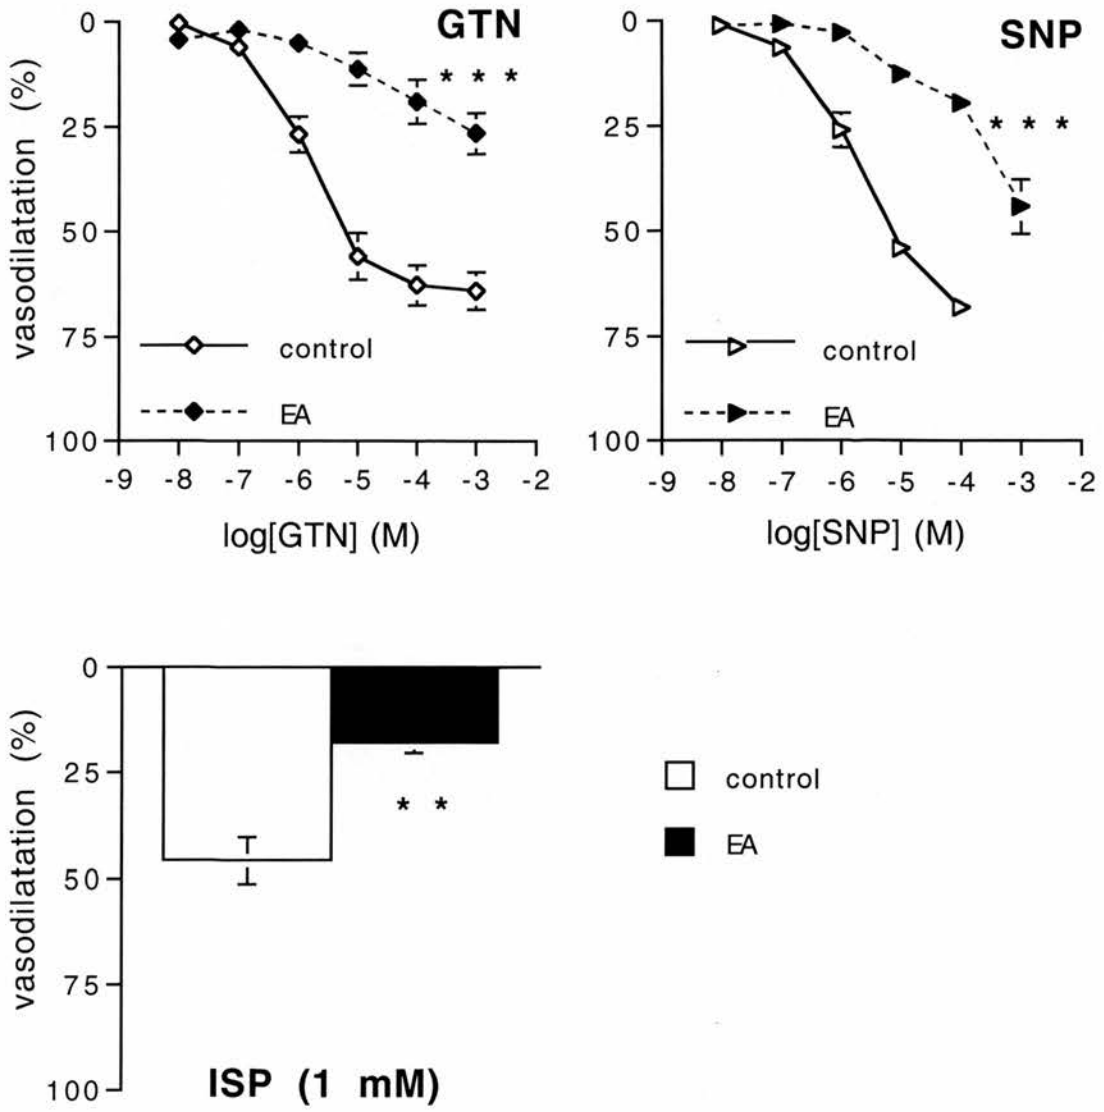 GTN
vasodilatation (%)
0
25
50
75
100
* * *
control
EA
-9 -8 -7 -6 -5 -4 -3 -2
log[GTN] (M)
SNP
0
25
50
75
100
* * *
control
EA
-9 -8 -7 -6 -5 -4 -3 -2
log[SNP] (M)
vasodilatation (%)
0
25
50
75
100
* *
ISP (1 mM)
control
EA